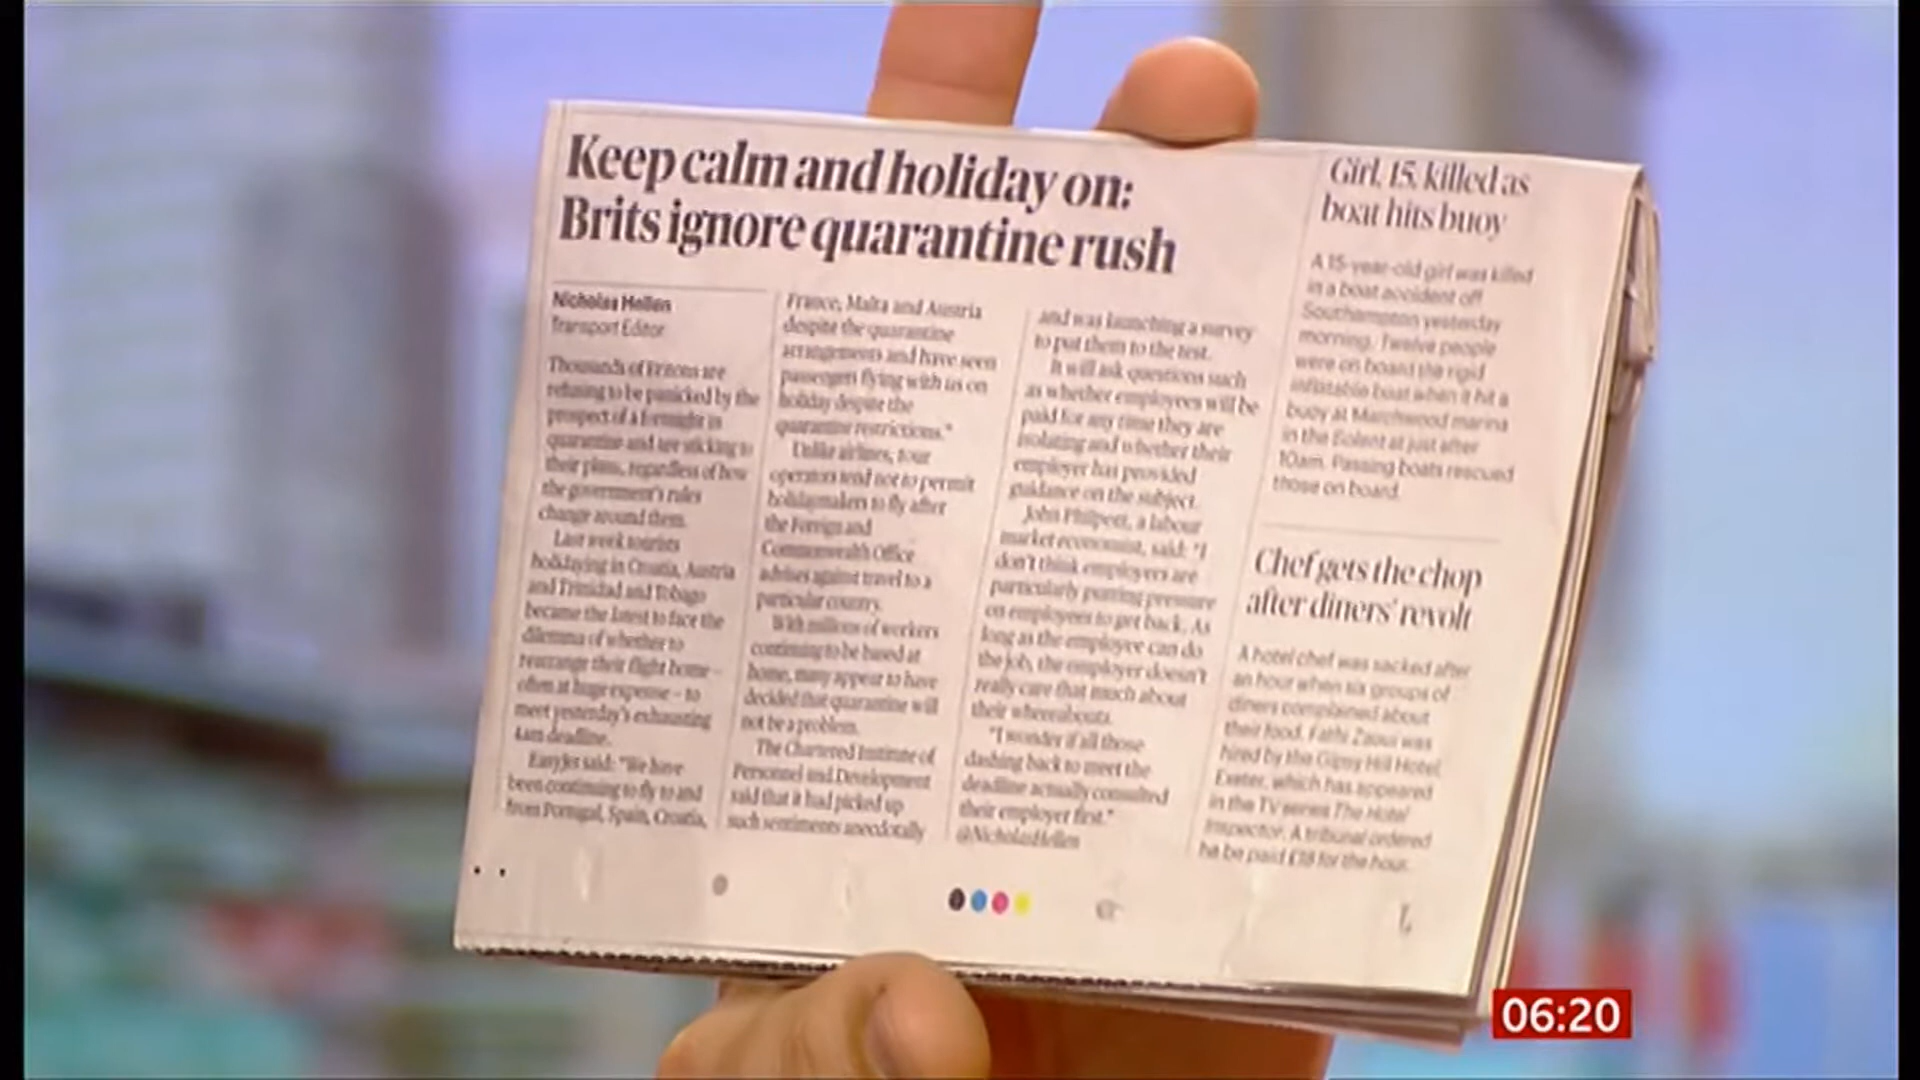 Keep calm and holiday on:
Brits ignore quarantine rush
Nicholas Hellen
Transport Editor
Thousands of Britons are
refusing to be panicked by the
prospect of a fortnight in
quarantine and are sticking to
their plans, regardless of how
the government's rules
change around them.
Last week tourists
holidaying in Croatia, Austria
and Trinidad and Tobago
became the latest to face the
dilemma of whether to
rearrange their flight home –
often at huge expense – to
meet yesterday's exhausting
4am deadline.
EasyJet said: "We have
been continuing to fly to and
from Portugal, Spain, Croatia,
France, Malta and Austria
despite the quarantine
arrangements and have seen
passengers flying with us on
holiday despite the
quarantine restrictions."
Unlike airlines, tour
operators tend not to permit
holidaymakers to fly after
the Foreign and
Commonwealth Office
advises against travel to a
particular country.
With millions of workers
continuing to be based at
home, many appear to have
decided that quarantine will
not be a problem.
The Chartered Institute of
Personnel and Development
said that it had picked up
such sentiments anecdotally
and was launching a survey
to put them to the test.
It will ask questions such
as whether employees will be
paid for any time they are
isolating and whether their
employer has provided
guidance on the subject.
John Philpott, a labour
market economist, said: "I
don't think employers are
particularly putting pressure
on employees to get back. As
long as the employee can do
the job, the employer doesn't
really care that much about
their whereabouts.
"I wonder if all those
dashing back to meet the
deadline actually consulted
their employer first."
@NicholasHellen
Girl, 15, killed as
boat hits buoy
A 15-year-old girl was killed
in a boat accident off
Southampton yesterday
morning. Twelve people
were on board the rigid
inflatable boat when it hit a
buoy at Marchwood marina
in the Solent at just after
10am. Passing boats rescued
those on board.
Chef gets the chop
after diners' revolt
A hotel chef was sacked after
an hour when six groups of
diners complained about
their food. Fathi Zaoui was
hired by the Gipsy Hill Hotel,
Exeter, which has appeared
in the TV series The Hotel
Inspector. A tribunal ordered
he be paid £18 for the hour.
06:20